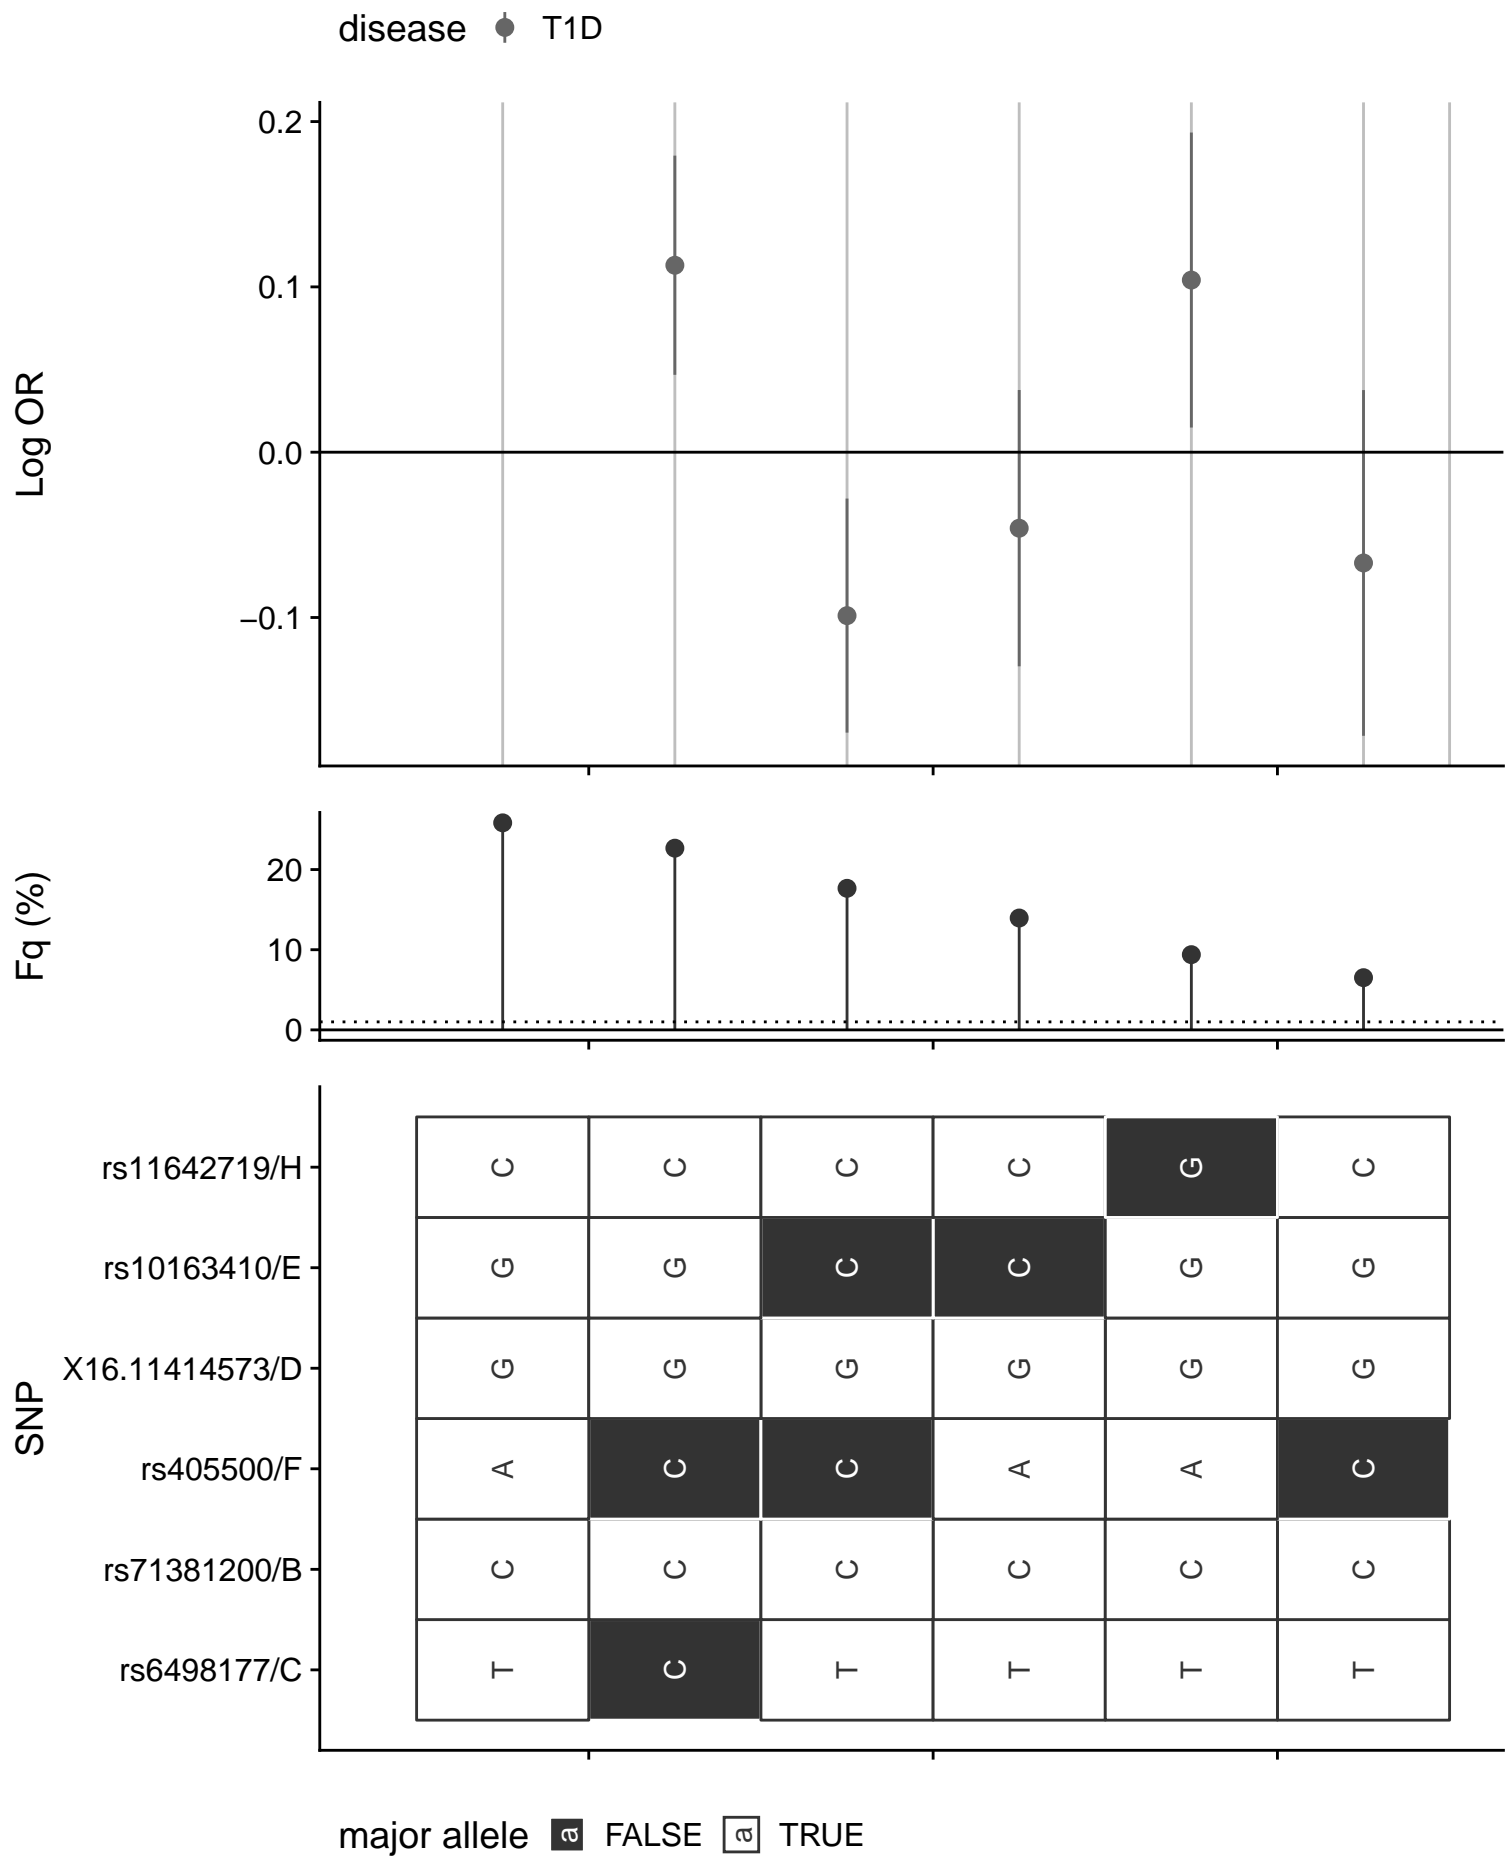 disease T1D
0.2
0.1
0.0
−0.1
Log OR
20
10
0
Fq (%)
rs11642719/H C C C C G C
rs10163410/E G G C C G G
X16.11414573/D G G G G G G
rs405500/F A C C A A C
rs71381200/B C C C C C C
rs6498177/C T C T T T T
SNP
major allele a FALSE a TRUE